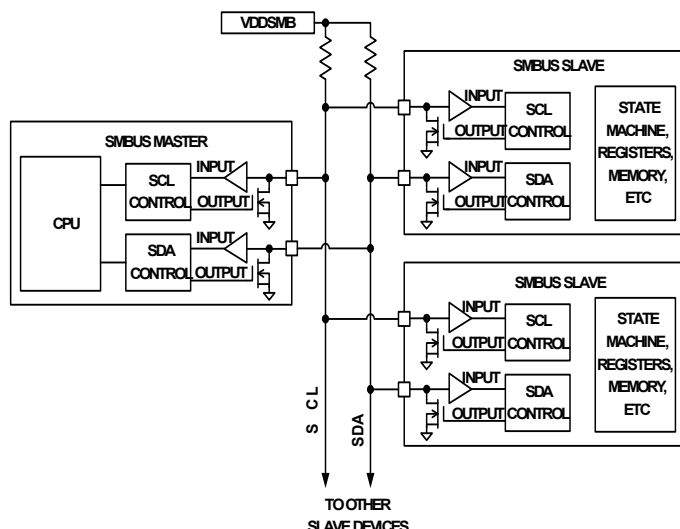 VDDSMB
SMBUS MASTER
CPU
SCL
CONTROL
INPUT
OUTPUT
SDA
CONTROL
INPUT
OUTPUT
SMBUS SLAVE
INPUT
OUTPUT
SCL
CONTROL
INPUT
OUTPUT
SDA
CONTROL
STATE
MACHINE,
REGISTERS,
MEMORY,
ETC
SMBUS SLAVE
INPUT
OUTPUT
SCL
CONTROL
INPUT
OUTPUT
SDA
CONTROL
STATE
MACHINE,
REGISTERS,
MEMORY,
ETC
S CL
SDA
TO OTHER
SLAVE DEVICES